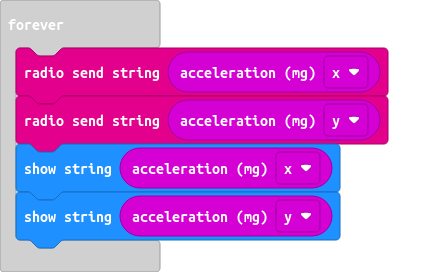 forever
radio send string acceleration (mg) x
radio send string acceleration (mg) y
show string acceleration (mg) x
show string acceleration (mg) y